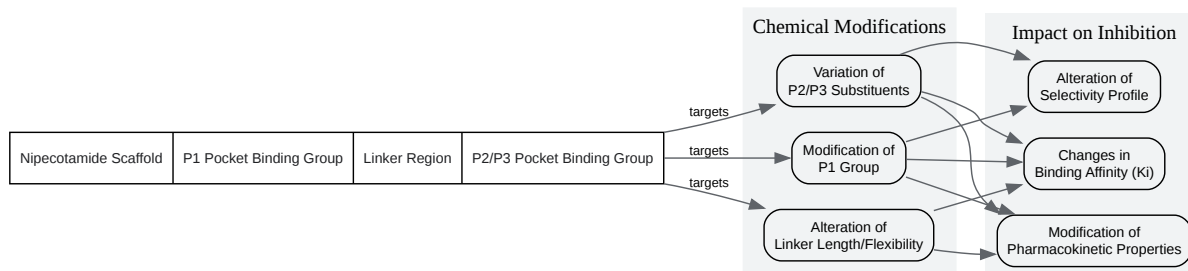 Chemical Modifications
Impact on Inhibition
Variation of
P2/P3 Substituents
Alteration of
Selectivity Profile
targets
Nipecotamide Scaffold
P1 Pocket Binding Group
Linker Region
P2/P3 Pocket Binding Group
targets
Modification of
P1 Group
Changes in
Binding Affinity (Ki)
targets
Alteration of
Linker Length/Flexibility
Modification of
Pharmacokinetic Properties